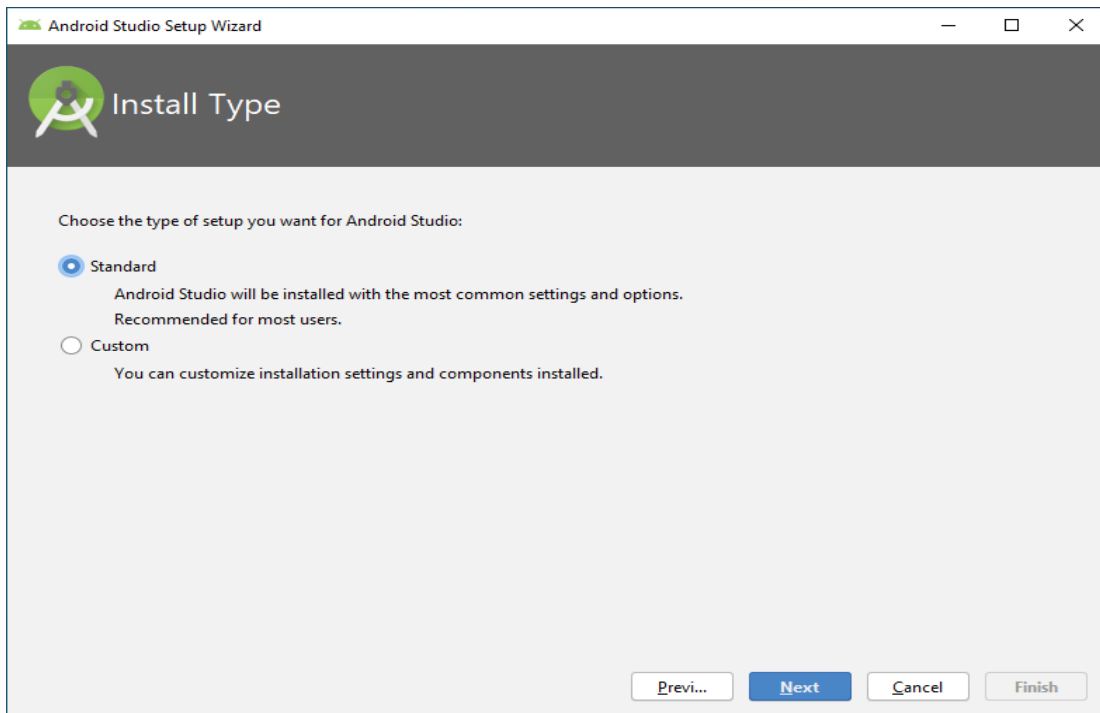 Android Studio Setup Wizard
Install Type
Choose the type of setup you want for Android Studio:
Standard
Android Studio will be installed with the most common settings and options.
Recommended for most users.
Custom
You can customize installation settings and components installed.
Previ... Next Cancel Finish